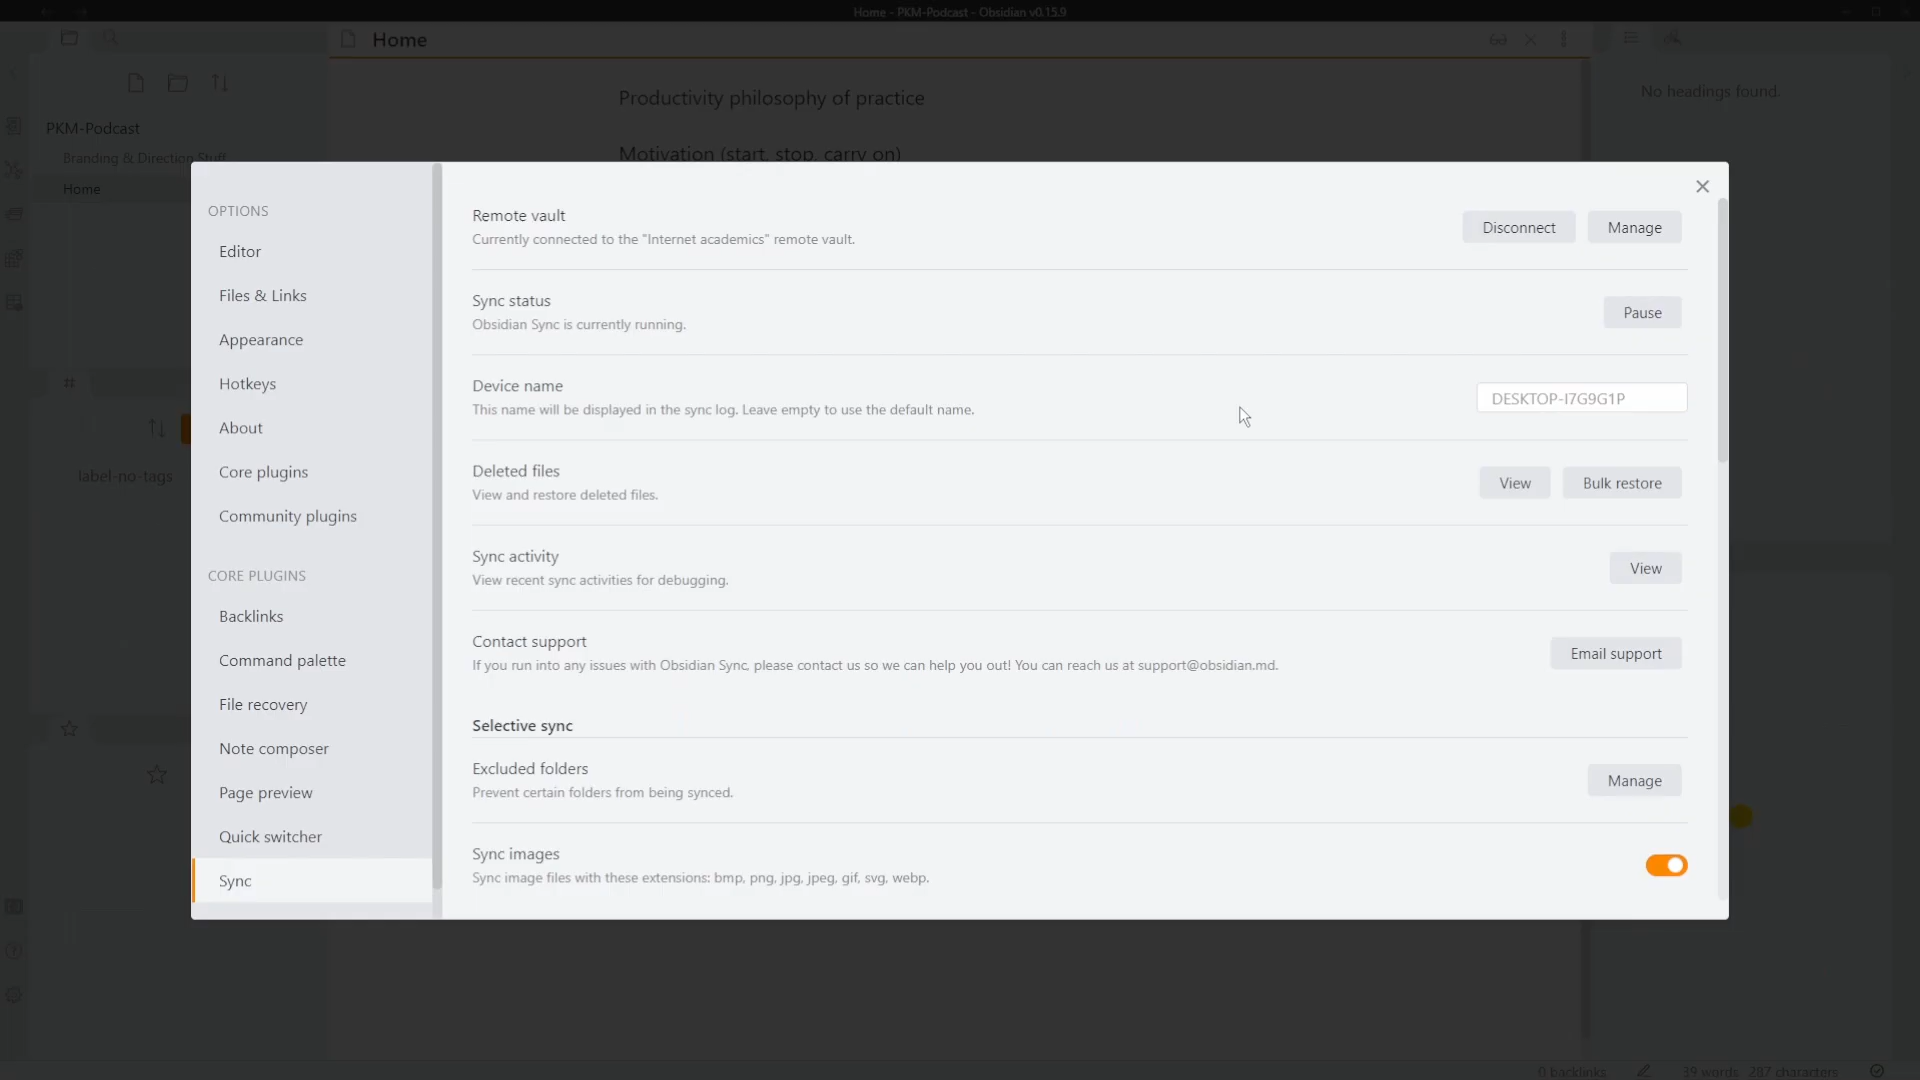 Home - PKM-Podcast - Obsidian v0.15.9
Home
Productivity philosophy of practice
No headings found.
PKM-Podcast
Branding & Direction Stuff
Motivation (start, stop, carry on)
Home
label-no-tags
OPTIONS
Editor
Files & Links
Appearance
Hotkeys
About
Core plugins
Community plugins
CORE PLUGINS
Backlinks
Command palette
File recovery
Note composer
Page preview
Quick switcher
Sync
Remote vault
Currently connected to the "Internet academics" remote vault.
Disconnect
Manage
Sync status
Obsidian Sync is currently running.
Pause
Device name
This name will be displayed in the sync log. Leave empty to use the default name.
DESKTOP-I7G9G1P
Deleted files
View and restore deleted files.
View
Bulk restore
Sync activity
View recent sync activities for debugging.
View
Contact support
If you run into any issues with Obsidian Sync, please contact us so we can help you out! You can reach us at support@obsidian.md.
Email support
Selective sync
Excluded folders
Prevent certain folders from being synced.
Manage
Sync images
Sync image files with these extensions: bmp, png, jpg, jpeg, gif, svg, webp.
0 backlinks
39 words 287 characters